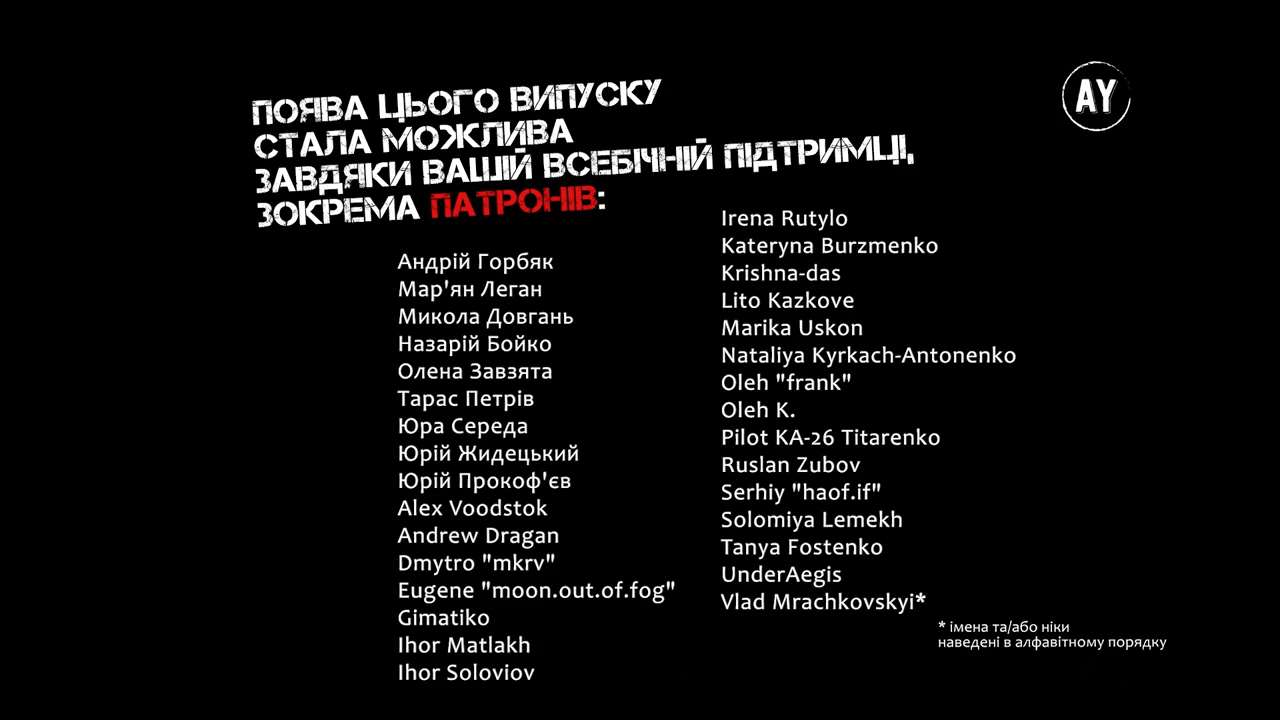 ПОЯВА ЦЬОГО ВИПУСКУ
СТАЛА МОЖЛИВА
ЗАВДЯКИ ВАШІЙ ВСЕБІЧНІЙ ПІДТРИМЦІ,
ЗОКРЕМА ПАТРОНІВ:
AY
Андрій Горбяк
Мар'ян Леган
Микола Довгань
Назарій Бойко
Олена Завзята
Тарас Петрів
Юра Середа
Юрій Жидецький
Юрій Прокоф'єв
Alex Voodstok
Andrew Dragan
Dmytro "mkrv"
Eugene "moon.out.of.fog"
Gimatiko
Ihor Matlakh
Ihor Soloviov
Irena Rutylo
Kateryna Burzmenko
Krishna-das
Lito Kazkove
Marika Uskon
Nataliya Kyrkach-Antonenko
Oleh "frank"
Oleh K.
Pilot KA-26 Titarenko
Ruslan Zubov
Serhiy "haof.if"
Solomiya Lemekh
Tanya Fostenko
UnderAegis
Vlad Mrachkovskyi*
* імена та/або ніки
наведені в алфавітному порядку